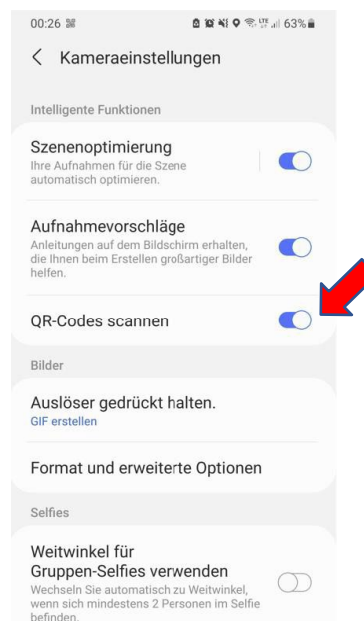 00:26 LTE 63%
Kameraeinstellungen
Intelligente Funktionen
Szenenoptimierung
Ihre Aufnahmen für die Szene
automatisch optimieren.
Aufnahmevorschläge
Anleitungen auf dem Bildschirm erhalten,
die Ihnen beim Erstellen großartiger Bilder
helfen.
QR-Codes scannen
Bilder
Auslöser gedrückt halten.
GIF erstellen
Format und erweiterte Optionen
Selfies
Weitwinkel für
Gruppen-Selfies verwenden
Wechseln Sie automatisch zu Weitwinkel,
wenn sich mindestens 2 Personen im Selfie
befinden.